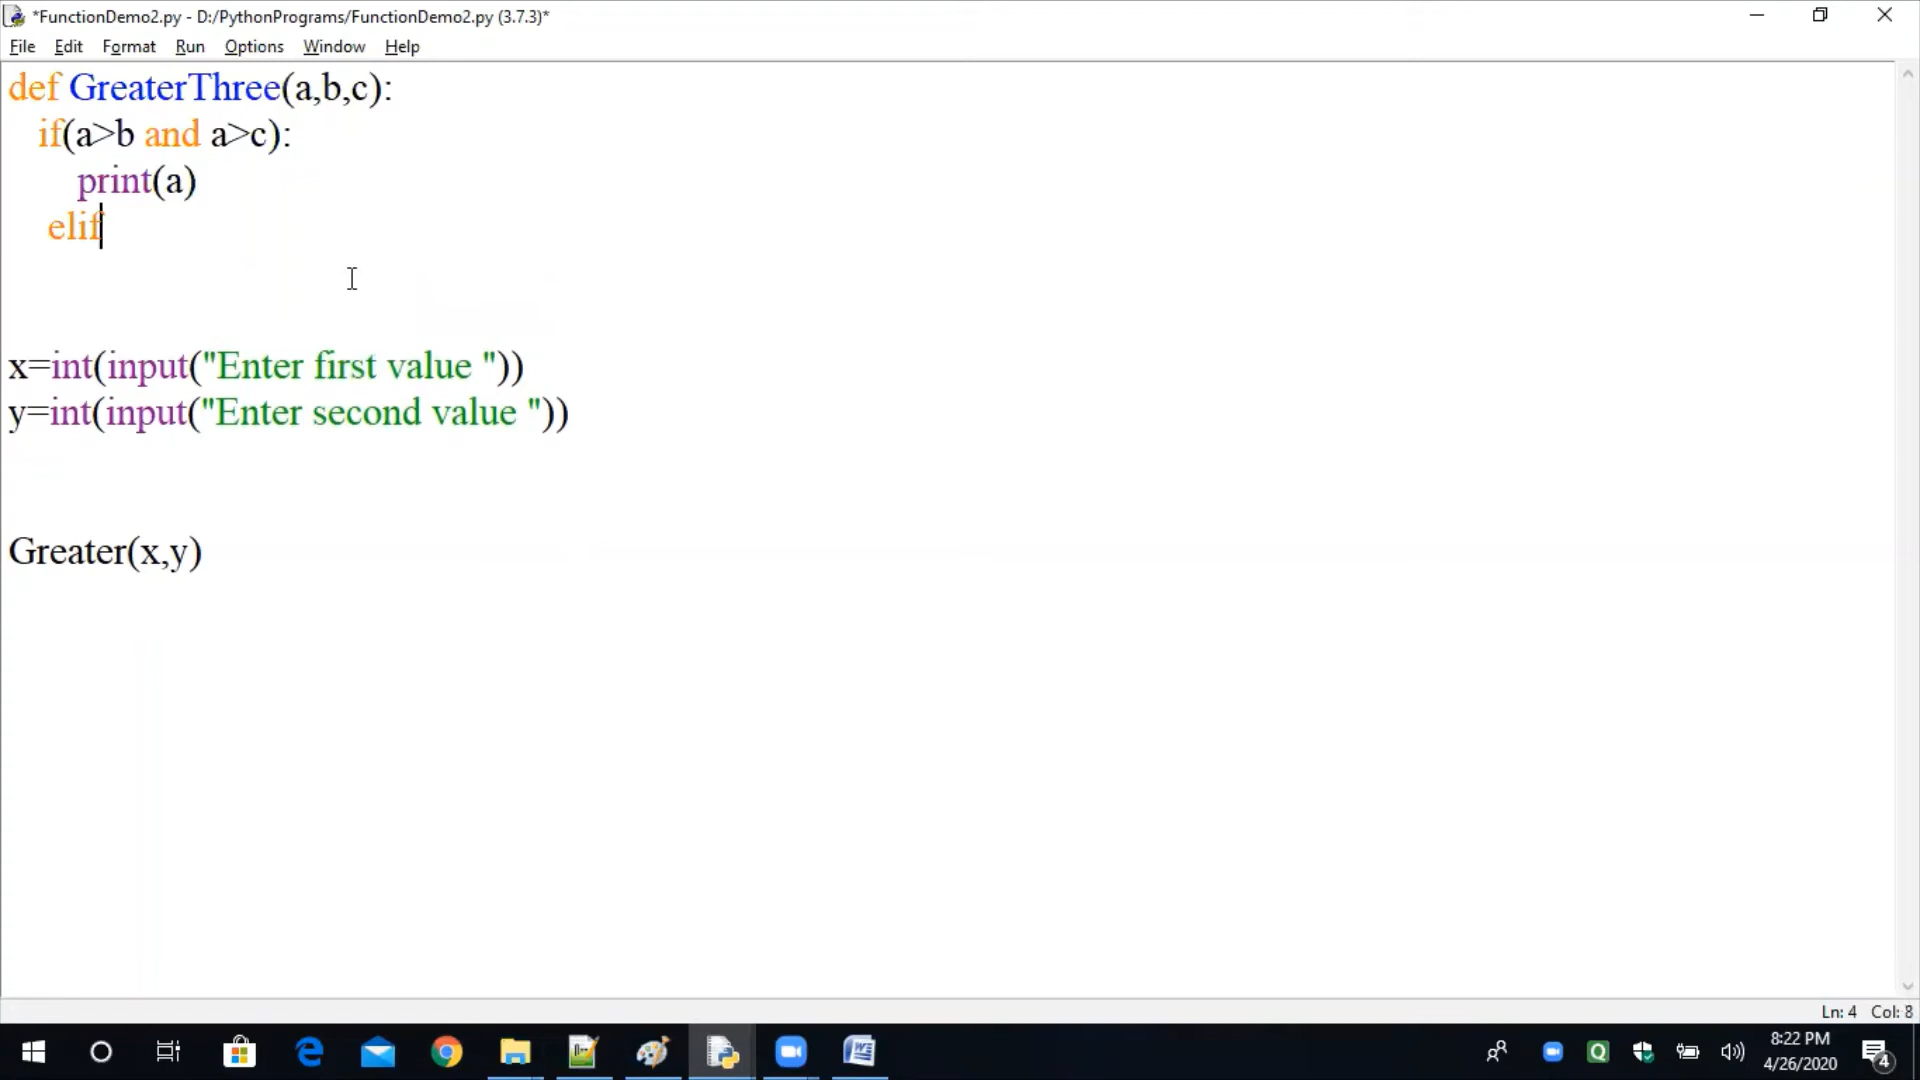 *FunctionDemo2.py - D:/PythonPrograms/FunctionDemo2.py (3.7.3)*
File Edit Format Run Options Window Help
def GreaterThree(a,b,c):
if(a>b and a>c):
print(a)
elif
x=int(input("Enter first value "))
y=int(input("Enter second value "))
Greater(x,y)
Ln: 4 Col: 8
8:22 PM
4/26/2020
4